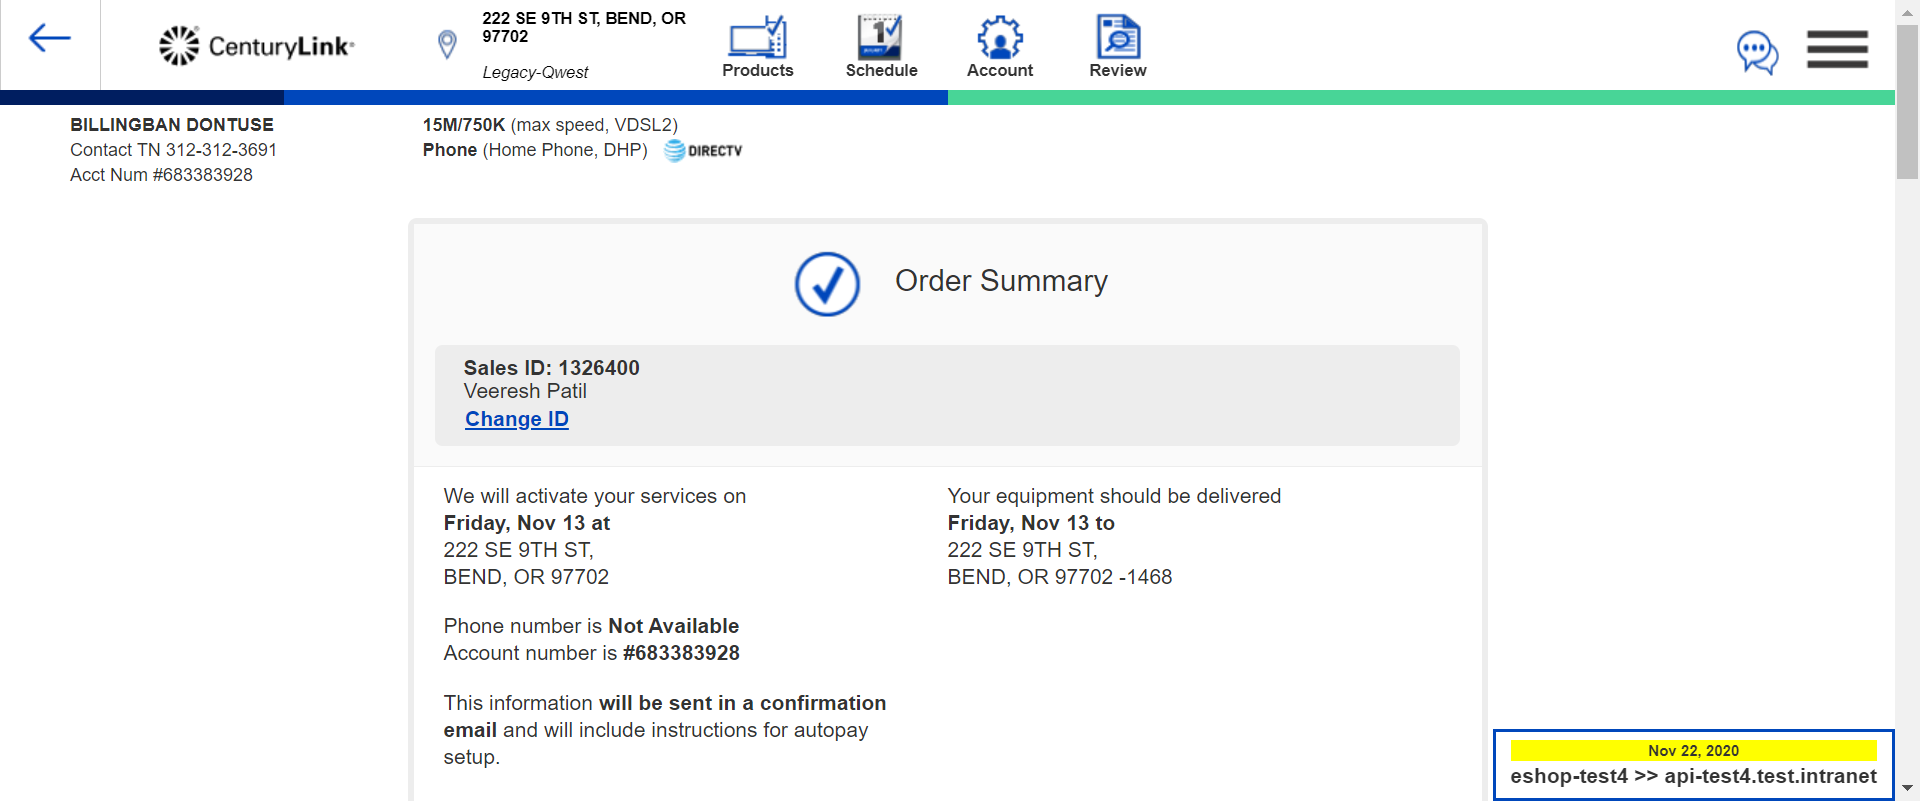 CenturyLink
222 SE 9TH ST, BEND, OR
97702
Legacy-Qwest
Products
1
Schedule
Account
Review
BILLINGBAN DONTUSE
Contact TN 312-312-3691
Acct Num #683383928
15M/750K (max speed, VDSL2)
Phone (Home Phone, DHP) DIRECTV
Order Summary
Sales ID: 1326400
Veeresh Patil
Change ID
We will activate your services on
Friday, Nov 13 at
222 SE 9TH ST,
BEND, OR 97702
Phone number is Not Available
Account number is #683383928
This information will be sent in a confirmation
email and will include instructions for autopay
setup.
Your equipment should be delivered
Friday, Nov 13 to
222 SE 9TH ST,
BEND, OR 97702 -1468
Nov 22, 2020
eshop-test4 >> api-test4.test.intranet